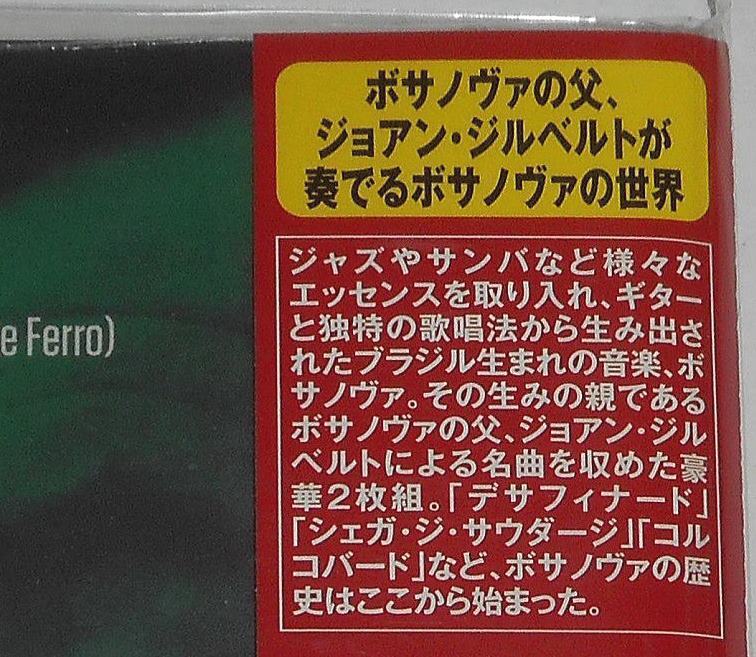 ボサノヴァの父、
ジョアン・ジルベルトが
奏でるボサノヴァの世界
ジャズやサンバなど様々な
エッセンスを取り入れ、ギター
と独特の歌唱法から生み出さ
れたブラジル生まれの音楽、ボ
サノヴァ。その生みの親である
ボサノヴァの父、ジョアン・ジル
ベルトによる名曲を収めた豪
華2枚組。「デサフィナード」
「シェガ・ジ・サウダージ」「コル
コバード」など、ボサノヴァの歴
史はここから始まった。
e Ferro)